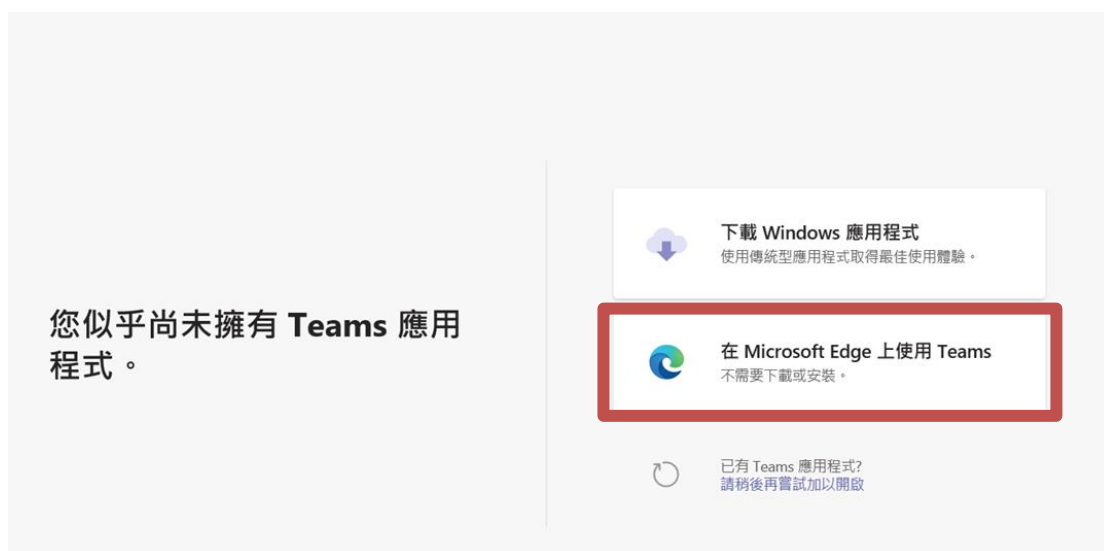 您似乎尚未擁有 Teams 應用
程式。
下載 Windows 應用程式
使用傳統型應用程式取得最佳使用體驗。
在 Microsoft Edge 上使用 Teams
不需要下載或安裝。
已有 Teams 應用程式?
請稍後再嘗試加以開啟